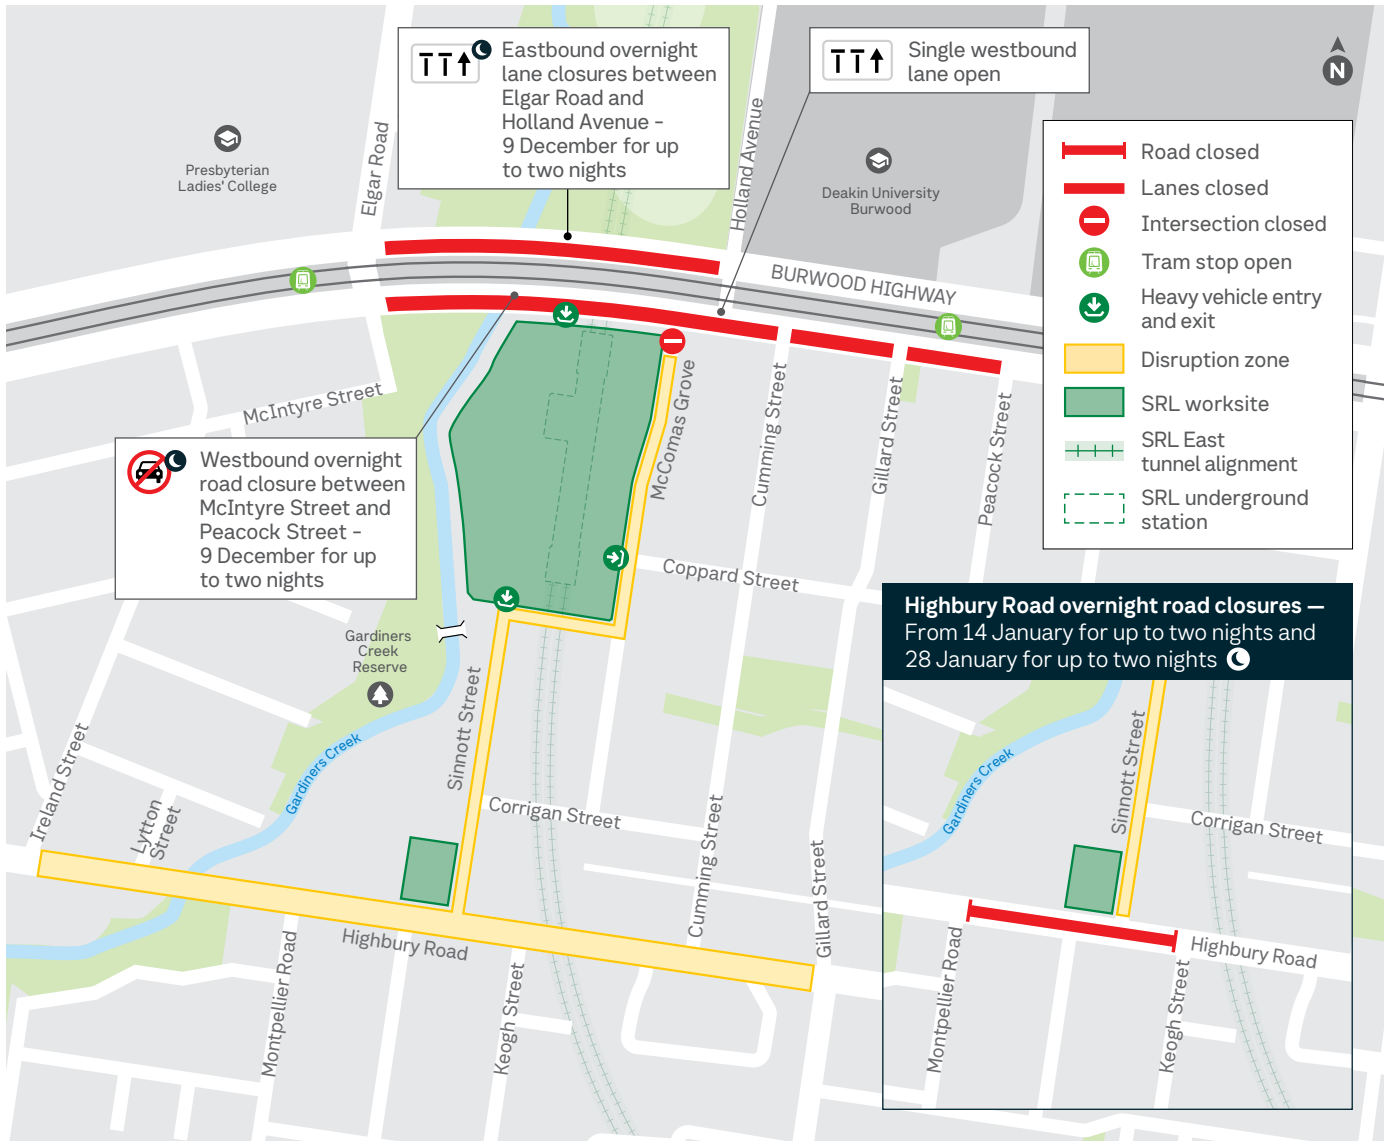 Eastbound overnight
lane closures between
Elgar Road and
Holland Avenue –
9 December for up
to two nights
Single westbound
lane open
N
Presbyterian
Ladies' College
Elgar Road
Holland Avenue
Deakin University
Burwood
BURWOOD HIGHWAY
Road closed
Lanes closed
Intersection closed
Tram stop open
Heavy vehicle entry
and exit
Disruption zone
SRL worksite
SRL East
tunnel alignment
SRL underground
station
McIntyre Street
McComas Grove
Cumming Street
Gillard Street
Peacock Street
Westbound overnight
road closure between
McIntyre Street and
Peacock Street –
9 December for up
to two nights
Coppard Street
Gardiners
Creek
Reserve
Sinnott Street
Gardiners Creek
Ireland Street
Lytton
Street
Corrigan Street
Cumming Street
Gillard Street
Highbury Road
Montpellier Road
Keogh Street
Highbury Road overnight road closures —
From 14 January for up to two nights and
28 January for up to two nights
Sinnott Street
Gardiners Creek
Corrigan Street
Highbury Road
Montpellier Road
Keogh Street